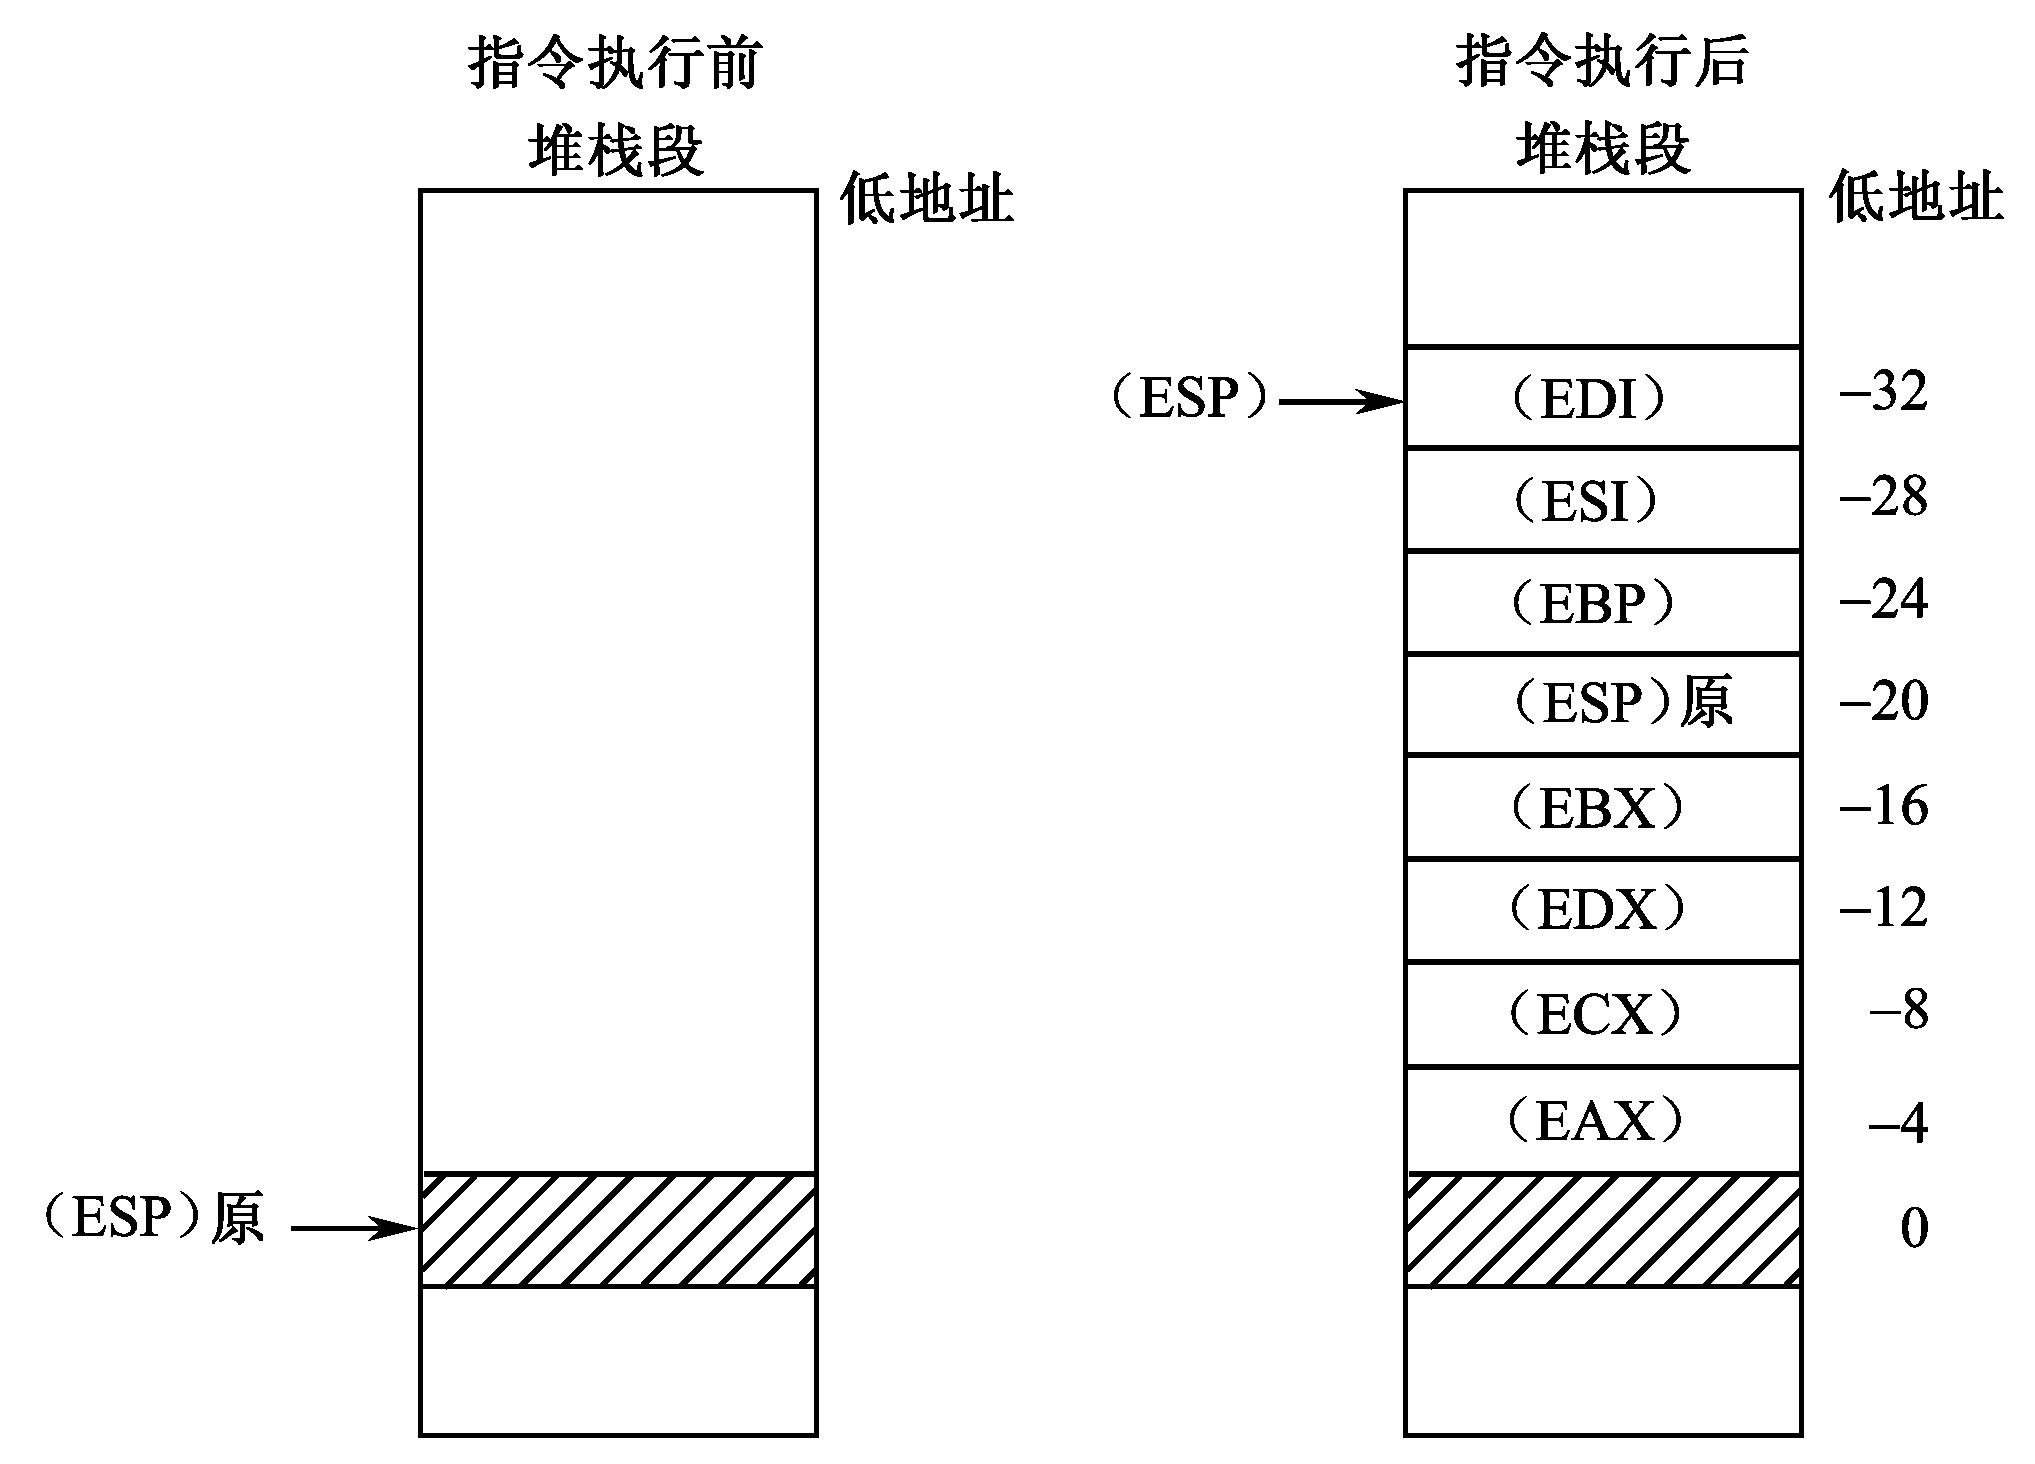 指令执行前
堆栈段
低地址
(ESP)原
指令执行后
堆栈段
低地址
(ESP)
(EDI) –32
(ESI) –28
(EBP) –24
(ESP)原 –20
(EBX) –16
(EDX) –12
(ECX) –8
(EAX) –4
0